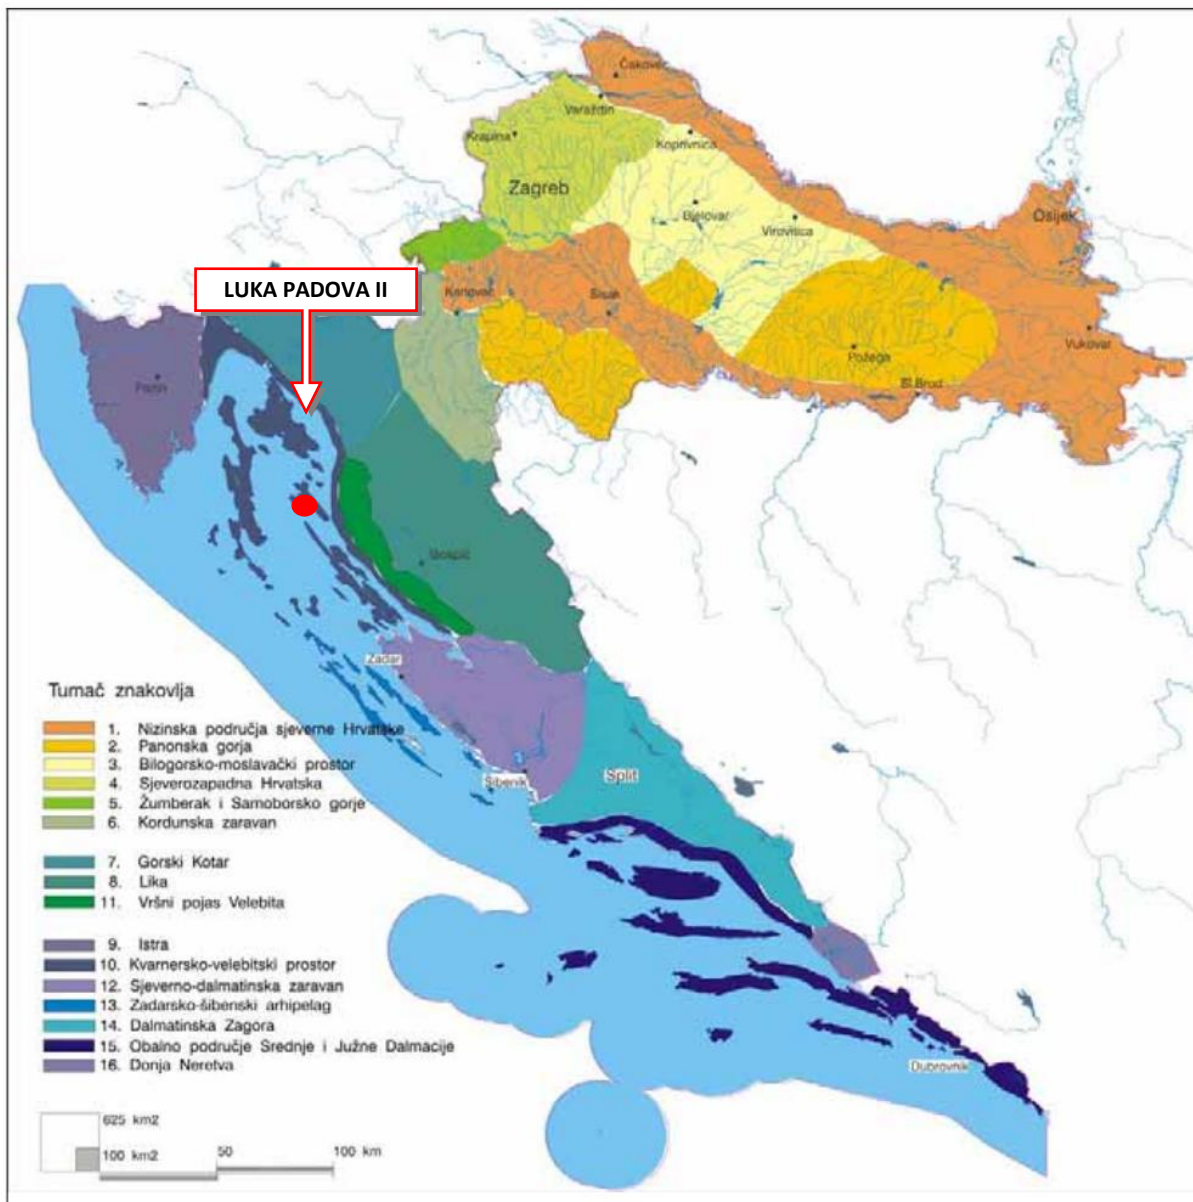 Čakovec
Varaždin
Krapina
Koprivnica
Zagreb
Bjelovar
Virovitica
Osijek
LUKA PADOVA II
Karlovac
Sisak
Vukovar
Požega
Sl.Brod
Pazin
Gospić
Zadar
Tumač znakovlja
Šibenik
Split
1. Nizinska područja sjeverne Hrvatske
2. Panonska gorja
3. Bilogorsko-moslavački prostor
4. Sjeverozapadna Hrvatska
5. Žumberak i Samoborsko gorje
6. Kordunska zaravan
7. Gorski Kotar
8. Lika
11. Vršni pojas Velebita
9. Istra
10. Kvarnersko-velebitski prostor
12. Sjeverno-dalmatinska zaravan
13. Zadarsko-šibenski arhipelag
14. Dalmatinska Zagora
15. Obalno područje Srednje i Južne Dalmacije
16. Donja Neretva
Dubrovnik
625 km2
100 km2
50
100 km